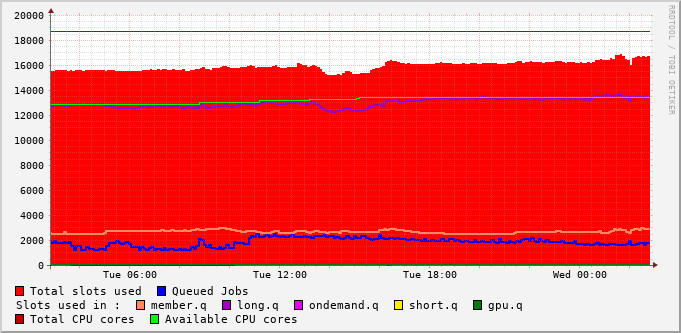 RRDTOOL / TOBI OETIKER
20000
18000
16000
14000
12000
10000
8000
6000
4000
2000
0
Tue 06:00 Tue 12:00 Tue 18:00 Wed 00:00
Total slots used Queued Jobs
Slots used in : member.q long.q ondemand.q short.q gpu.q
Total CPU cores Available CPU cores